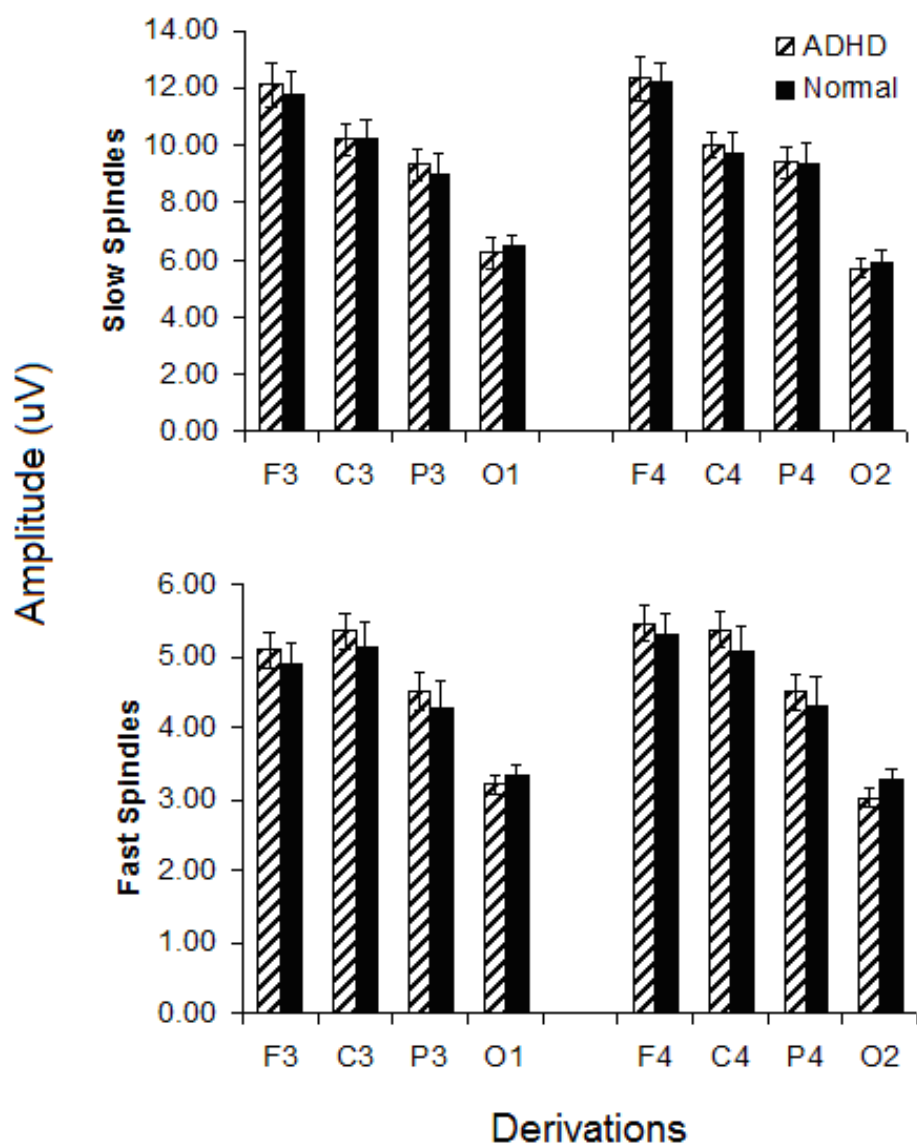 Amplitude (uV)
Slow Spindles
14.00
12.00
10.00
8.00
6.00
4.00
2.00
0.00
ADHD
Normal
F3 C3 P3 O1 F4 C4 P4 O2
Fast Spindles
6.00
5.00
4.00
3.00
2.00
1.00
0.00
F3 C3 P3 O1 F4 C4 P4 O2
Derivations